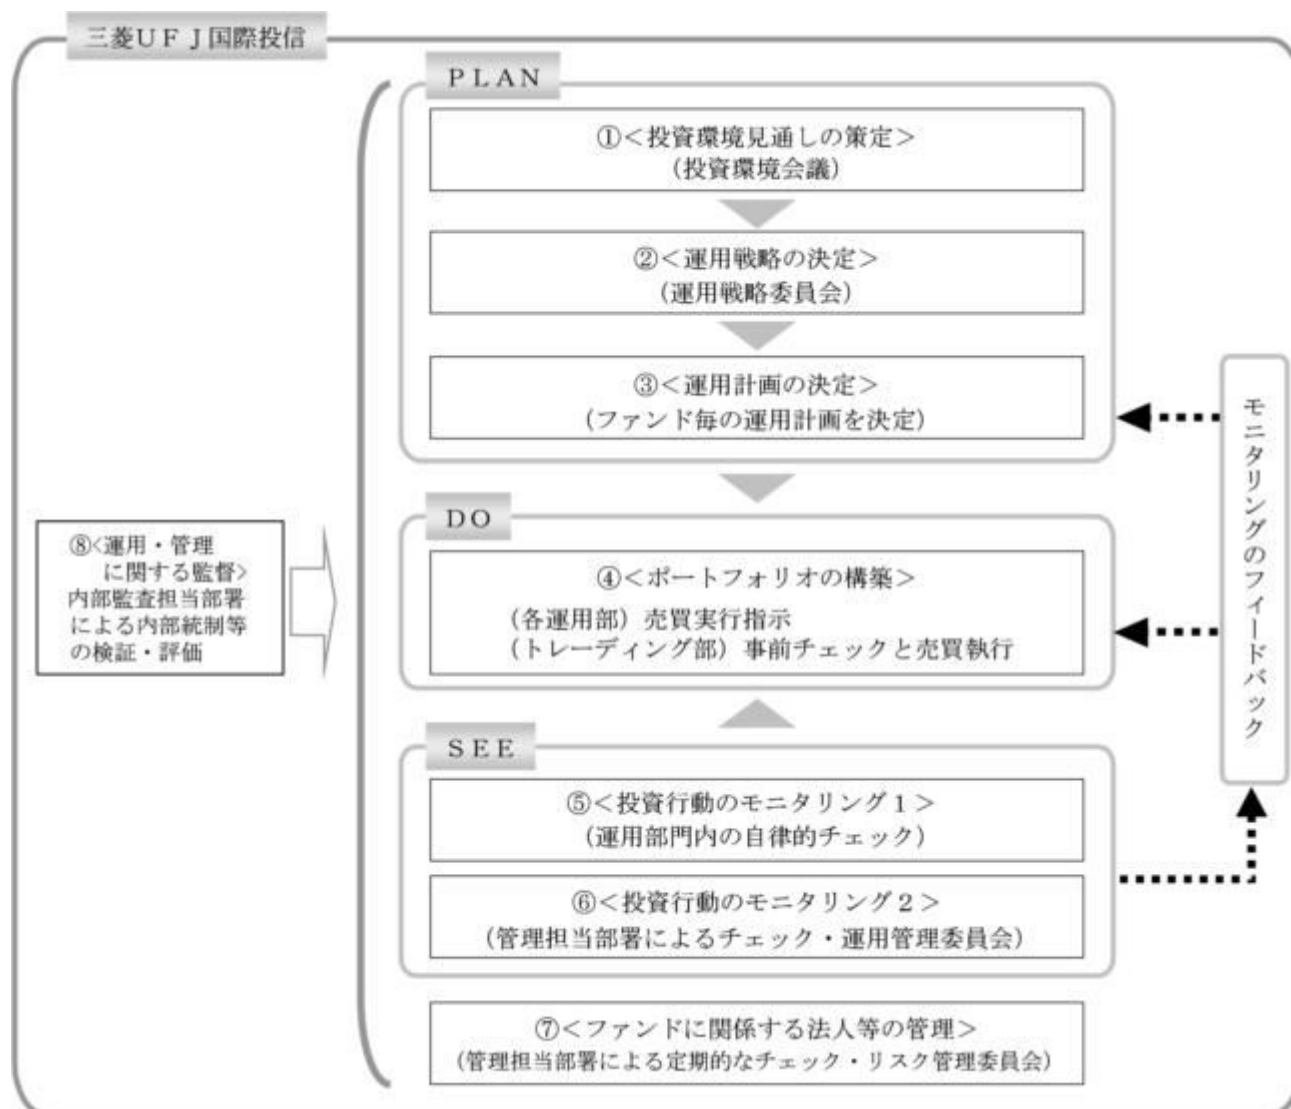 三菱ＵＦＪ国際投信
ＰＬＡＮ
①＜投資環境見通しの策定＞
（投資環境会議）
②＜運用戦略の決定＞
（運用戦略委員会）
③＜運用計画の決定＞
（ファンド毎の運用計画を決定）
ＤＯ
④＜ポートフォリオの構築＞
（各運用部）売買実行指示
（トレーディング部）事前チェックと売買執行
ＳＥＥ
⑤＜投資行動のモニタリング１＞
（運用部門内の自律的チェック）
⑥＜投資行動のモニタリング２＞
（管理担当部署によるチェック・運用管理委員会）
⑦＜ファンドに関係する法人等の管理＞
（管理担当部署による定期的なチェック・リスク管理委員会）
⑧<運用・管理
に関する監督>
内部監査担当部署
による内部統制等
の検証・評価
モニタリングのフィードバック